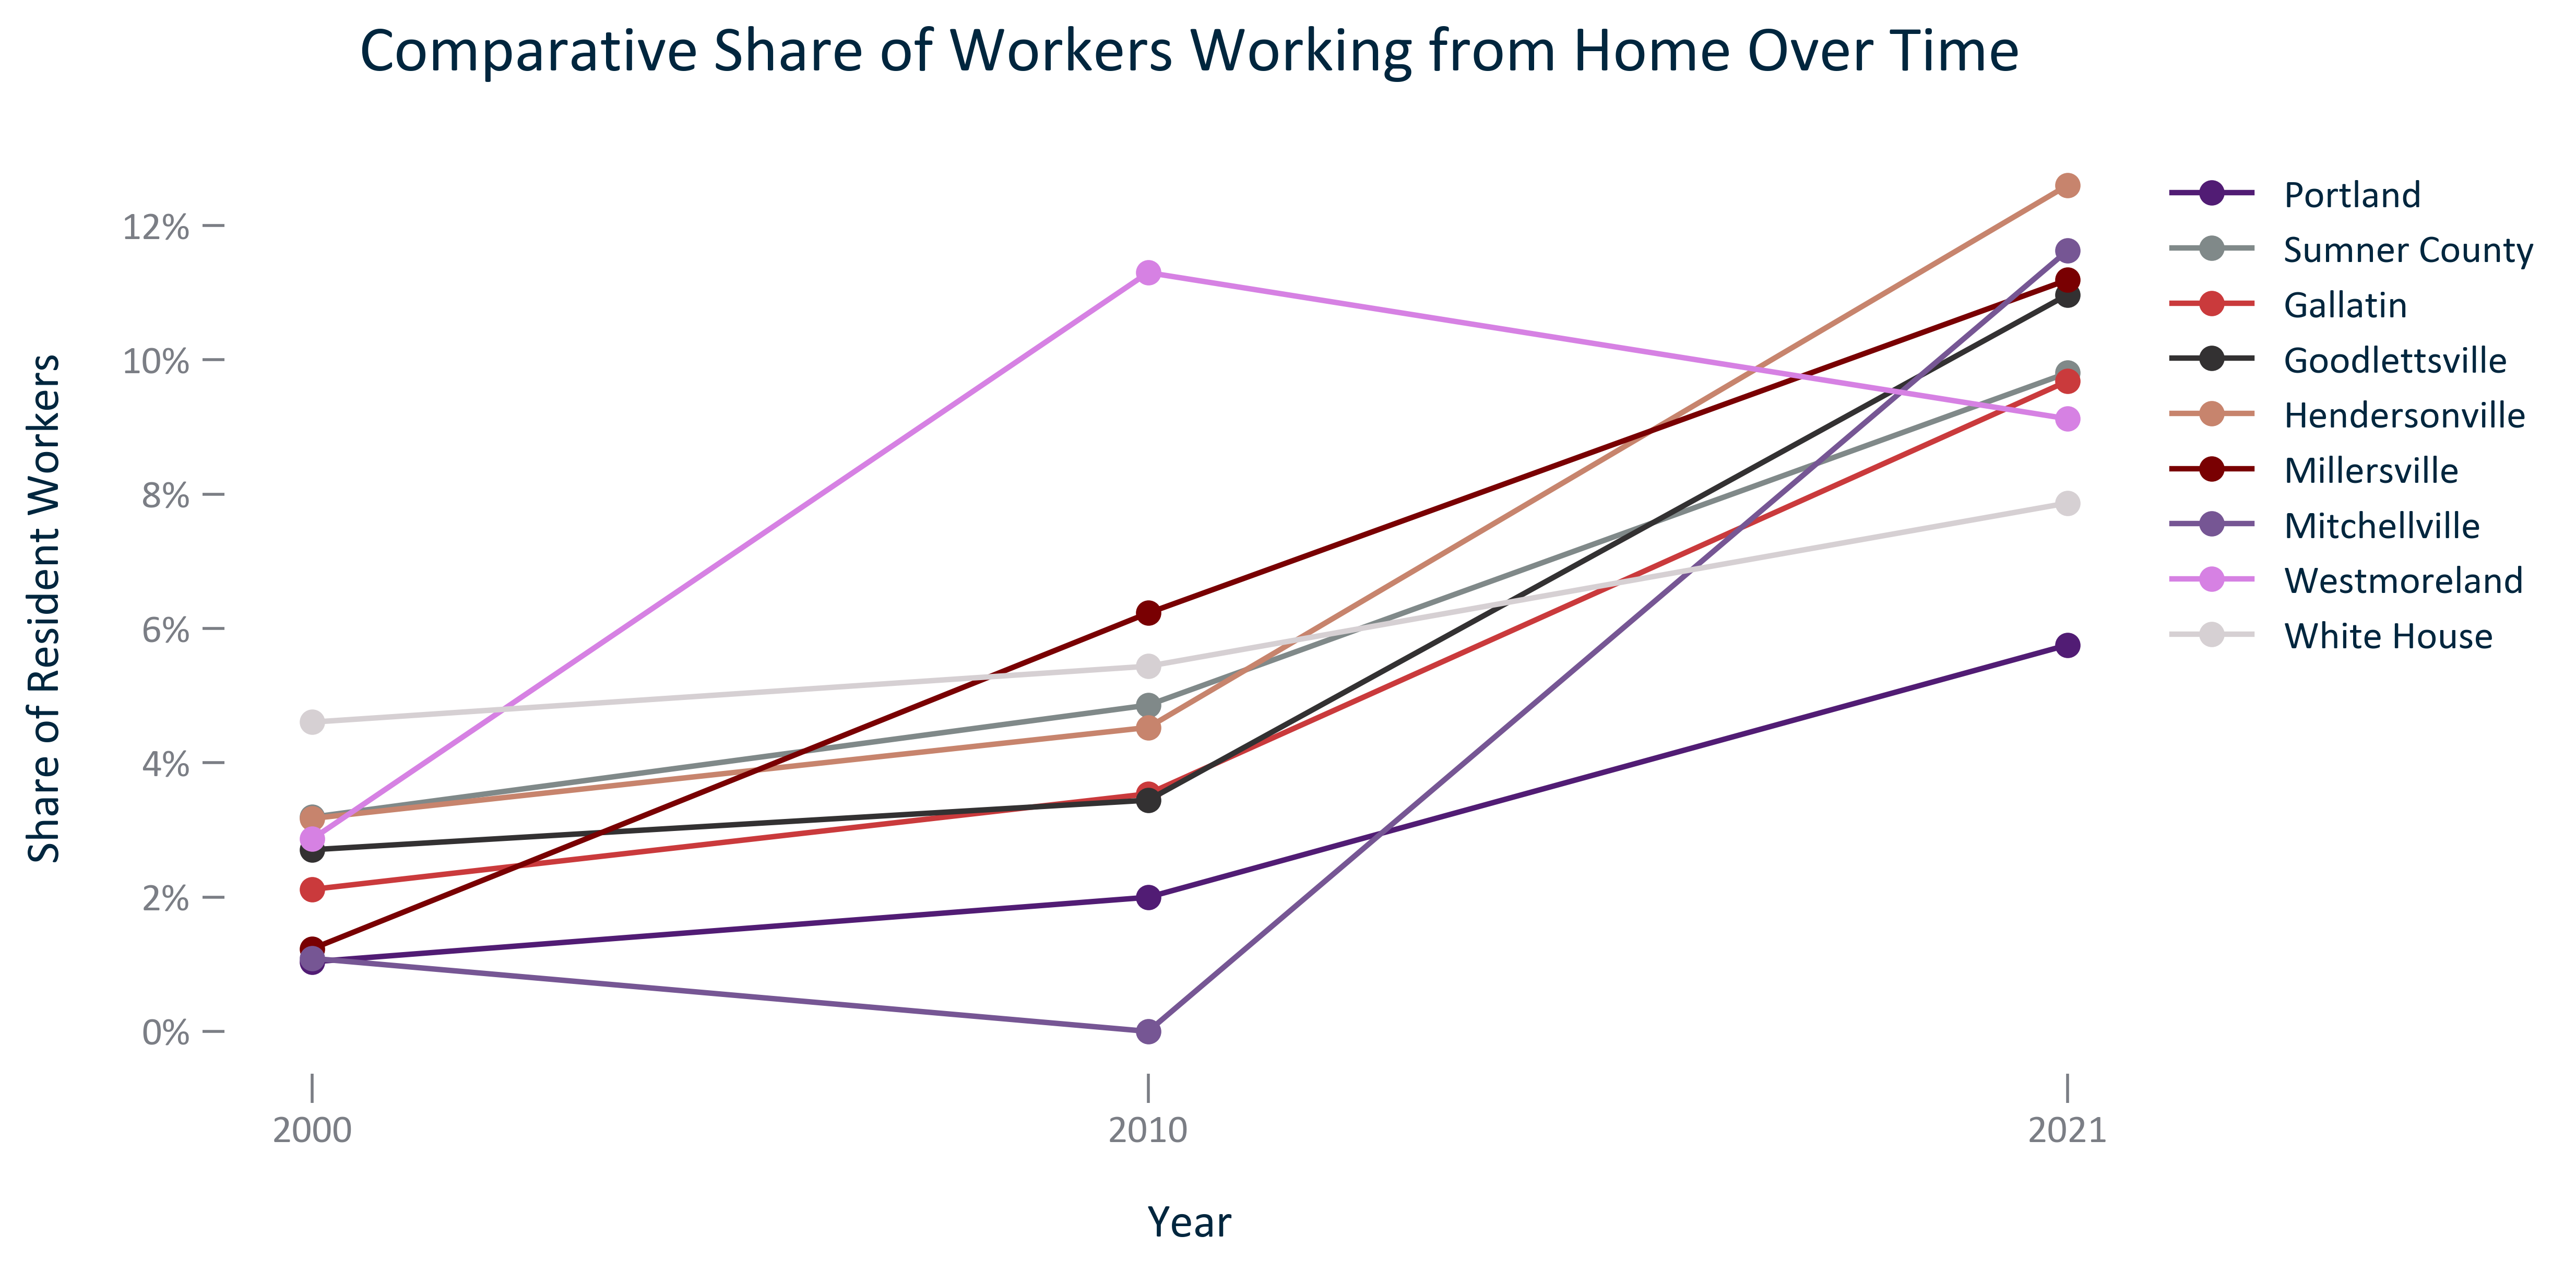 Comparative Share of Workers Working from Home Over Time
Share of Resident Workers
12%
10%
8%
6%
4%
2%
0%
2000
2010
2021
Year
Portland
Sumner County
Gallatin
Goodlettsville
Hendersonville
Millersville
Mitchellville
Westmoreland
White House